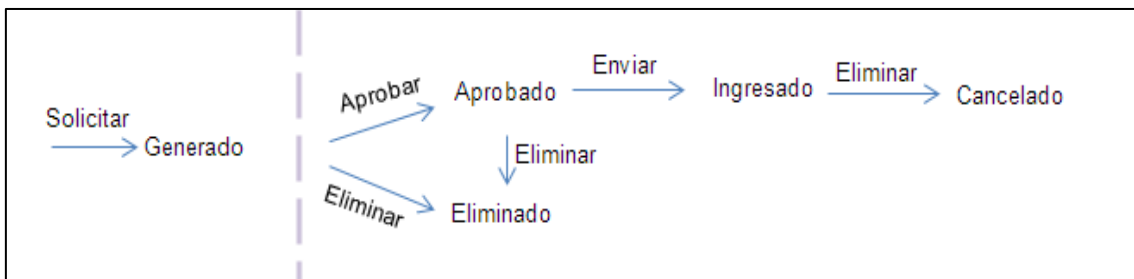 Solicitar
Generado
Aprobar
Eliminar
Aprobado
Enviar
Ingresado
Eliminar
Cancelado
Eliminar
Eliminado